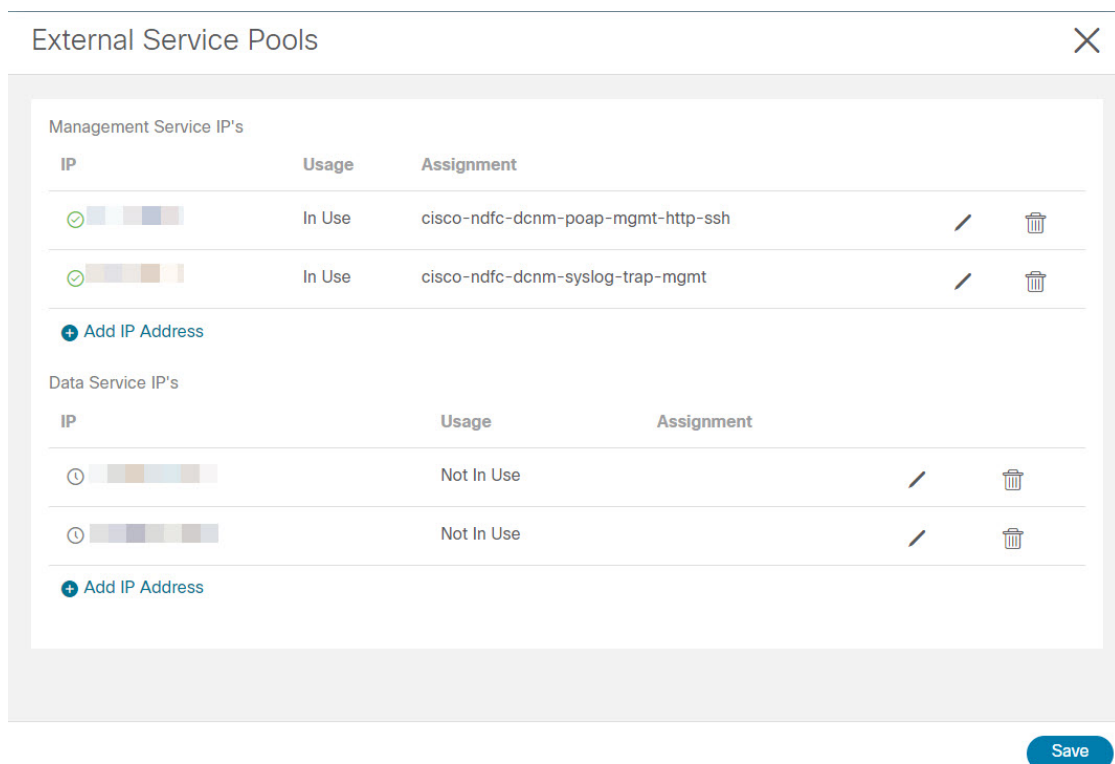 External Service Pools
Management Service IP's
IP Usage Assignment
In Use cisco-ndfc-dcnm-poap-mgmt-http-ssh
In Use cisco-ndfc-dcnm-syslog-trap-mgmt
Add IP Address
Data Service IP's
IP Usage Assignment
Not In Use
Not In Use
Add IP Address
Save